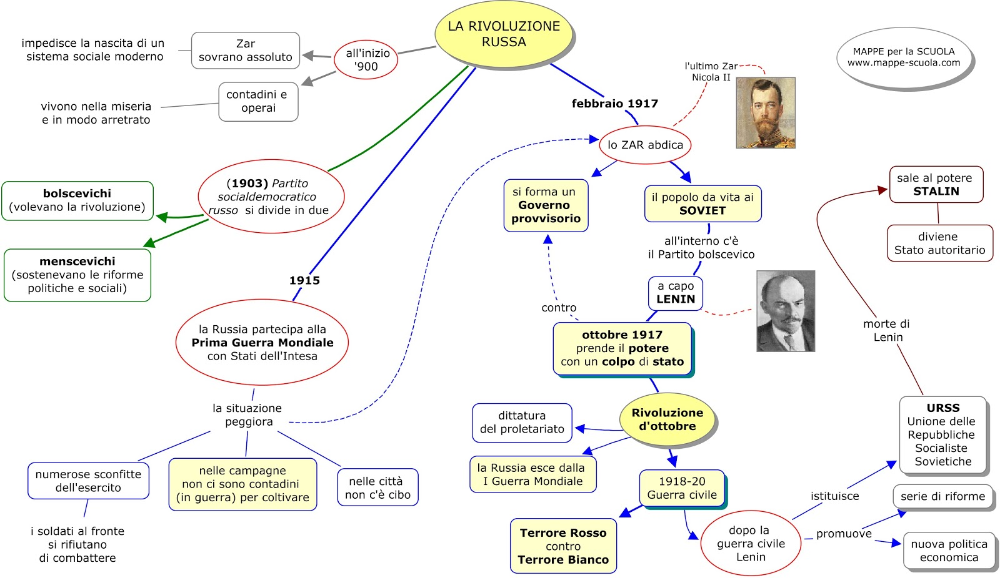 LA RIVOLUZIONE
RUSSA
MAPPE per la SCUOLA
www.mappe-scuola.com
all'inizio
'900
Zar
sovrano assoluto
impedisce la nascita di un
sistema sociale moderno
contadini e
operai
vivono nella miseria
e in modo arretrato
(1903) Partito
socialdemocratico
russo si divide in due
bolscevichi
(volevano la rivoluzione)
menscevichi
(sostenevano le riforme
politiche e sociali)
1915
la Russia partecipa alla
Prima Guerra Mondiale
con Stati dell'Intesa
la situazione
peggiora
numerose sconfitte
dell'esercito
i soldati al fronte
si rifiutano
di combattere
nelle campagne
non ci sono contadini
(in guerra) per coltivare
nelle città
non c'è cibo
febbraio 1917
l'ultimo Zar
Nicola II
lo ZAR abdica
si forma un
Governo
provvisorio
il popolo da vita ai
SOVIET
all'interno c'è
il Partito bolscevico
a capo
LENIN
contro
ottobre 1917
prende il potere
con un colpo di stato
Rivoluzione
d'ottobre
dittatura
del proletariato
la Russia esce dalla
I Guerra Mondiale
1918-20
Guerra civile
Terrore Rosso
contro
Terrore Bianco
dopo la
guerra civile
Lenin
istituisce
promuove
URSS
Unione delle
Repubbliche
Socialiste
Sovietiche
serie di riforme
nuova politica
economica
morte di
Lenin
sale al potere
STALIN
diviene
Stato autoritario